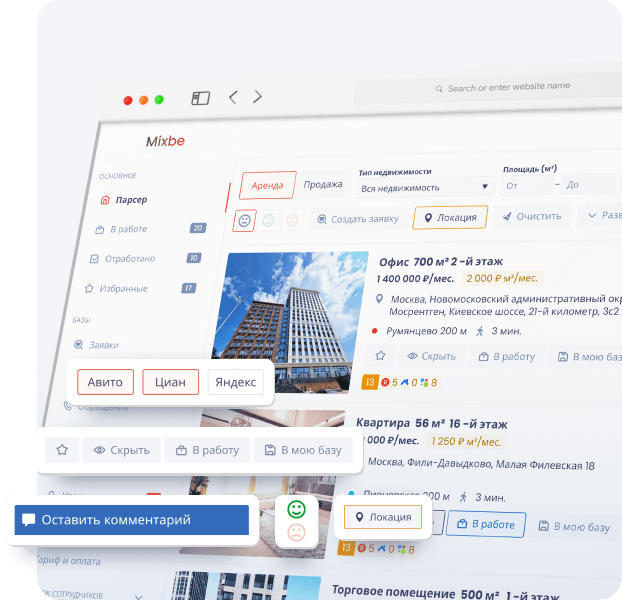 Search or enter website name
Mixbe
ОСНОВНОЕ
Парсер
В работе 20
Отработано 10
Избранные 17
БАЗЫ
Заявки
Обращения
Тариф и оплата
СОТРУДНИКОВ
Аренда Продажа
Тип недвижимости
Вся недвижимость
Площадь (м²)
От – До
Создать заявку Локация Очистить
Офис 700 м² 2 -й этаж
1 400 000 ₽/мес. 2 000 ₽ м²/мес.
Москва, Новомосковский административный
Мосрентген, Киевское шоссе, 21-й километр, 3с2
Румянцево 200 м 3 мин.
Скрыть В работу В мою баз
13 5 0 8
Авито Циан Яндекс
Квартира 56 м² 16 -й этаж
000 ₽/мес. 1 250 ₽ м²/мес.
Москва, Фили-Давыдково, Малая Филевская 18
Скрыть В работу В мою базу
Пионерская 200 м 3 мин.
Оставить комментарий
Локация
В работе В мою базу
13 5 0 8
Торговое помещение 500 м² 1 -й этаж